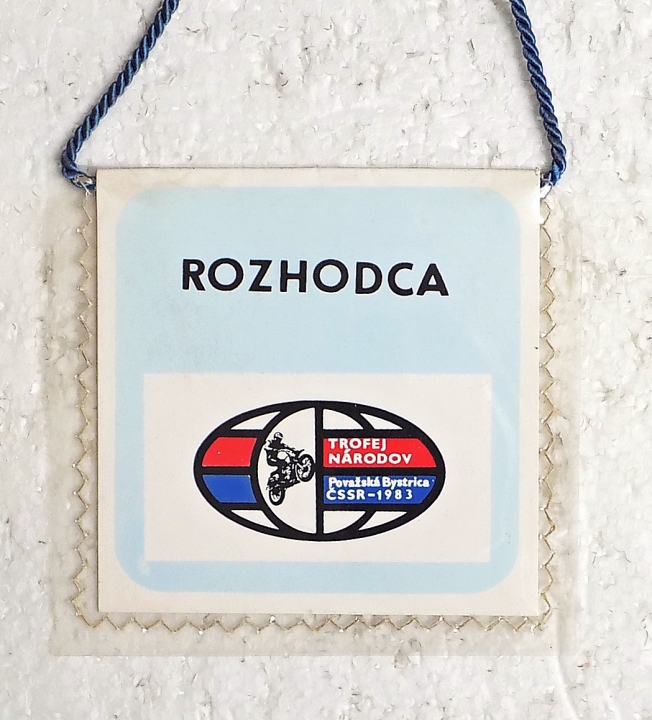 ROZHODCA
TROFEJ
NÁRODOV
Považská Bystrica
ČSSR-1983